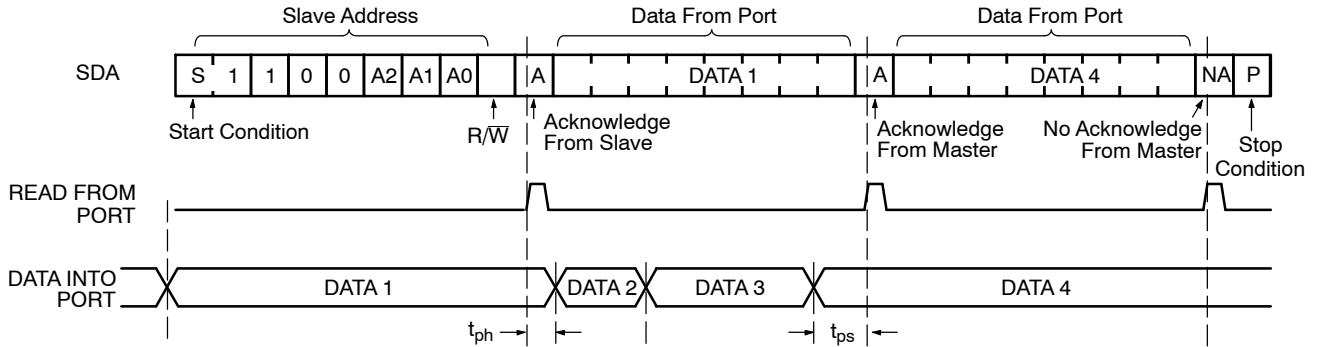 Slave Address
Data From Port
Data From Port
SDA
S 1 1 0 0 A2 A1 A0 A DATA 1 A DATA 4 NA P
Start Condition
R/W̅
Acknowledge
From Slave
Acknowledge
From Master
No Acknowledge
From Master
Stop
Condition
READ FROM
PORT
DATA INTO
PORT
DATA 1
DATA 2
DATA 3
DATA 4
tph
tps